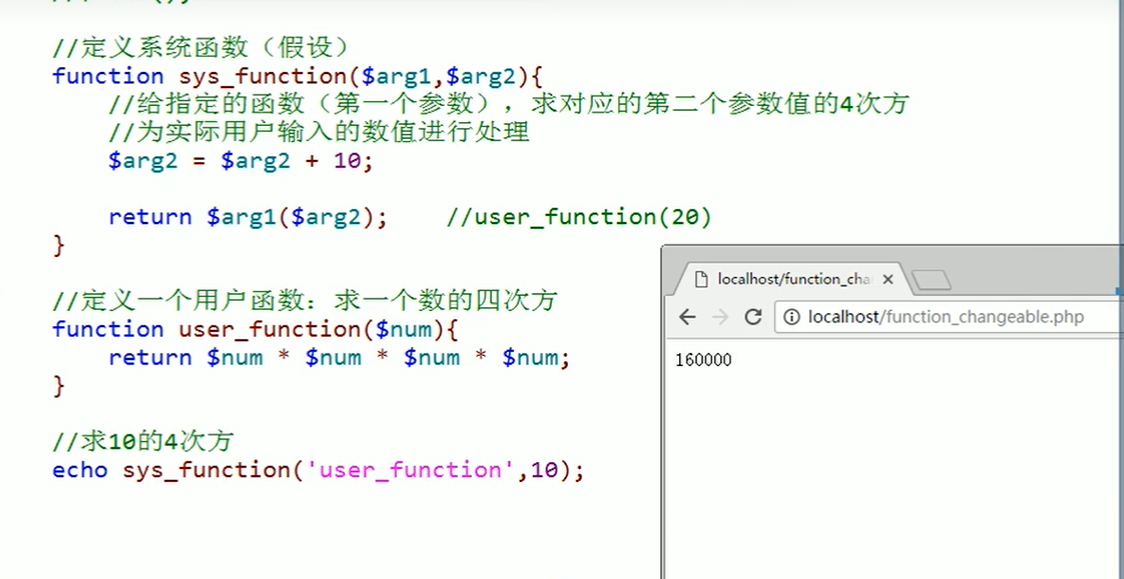 //定义系统函数（假设）
function sys_function($arg1,$arg2){
//给指定的函数（第一个参数），求对应的第二个参数值的4次方
//为实际用户输入的数值进行处理
$arg2 = $arg2 + 10;
return $arg1($arg2);    //user_function(20)
}
//定义一个用户函数：求一个数的四次方
function user_function($num){
return $num * $num * $num * $num;
}
//求10的4次方
echo sys_function('user_function',10);
localhost/function_cha
localhost/function_changeable.php
160000